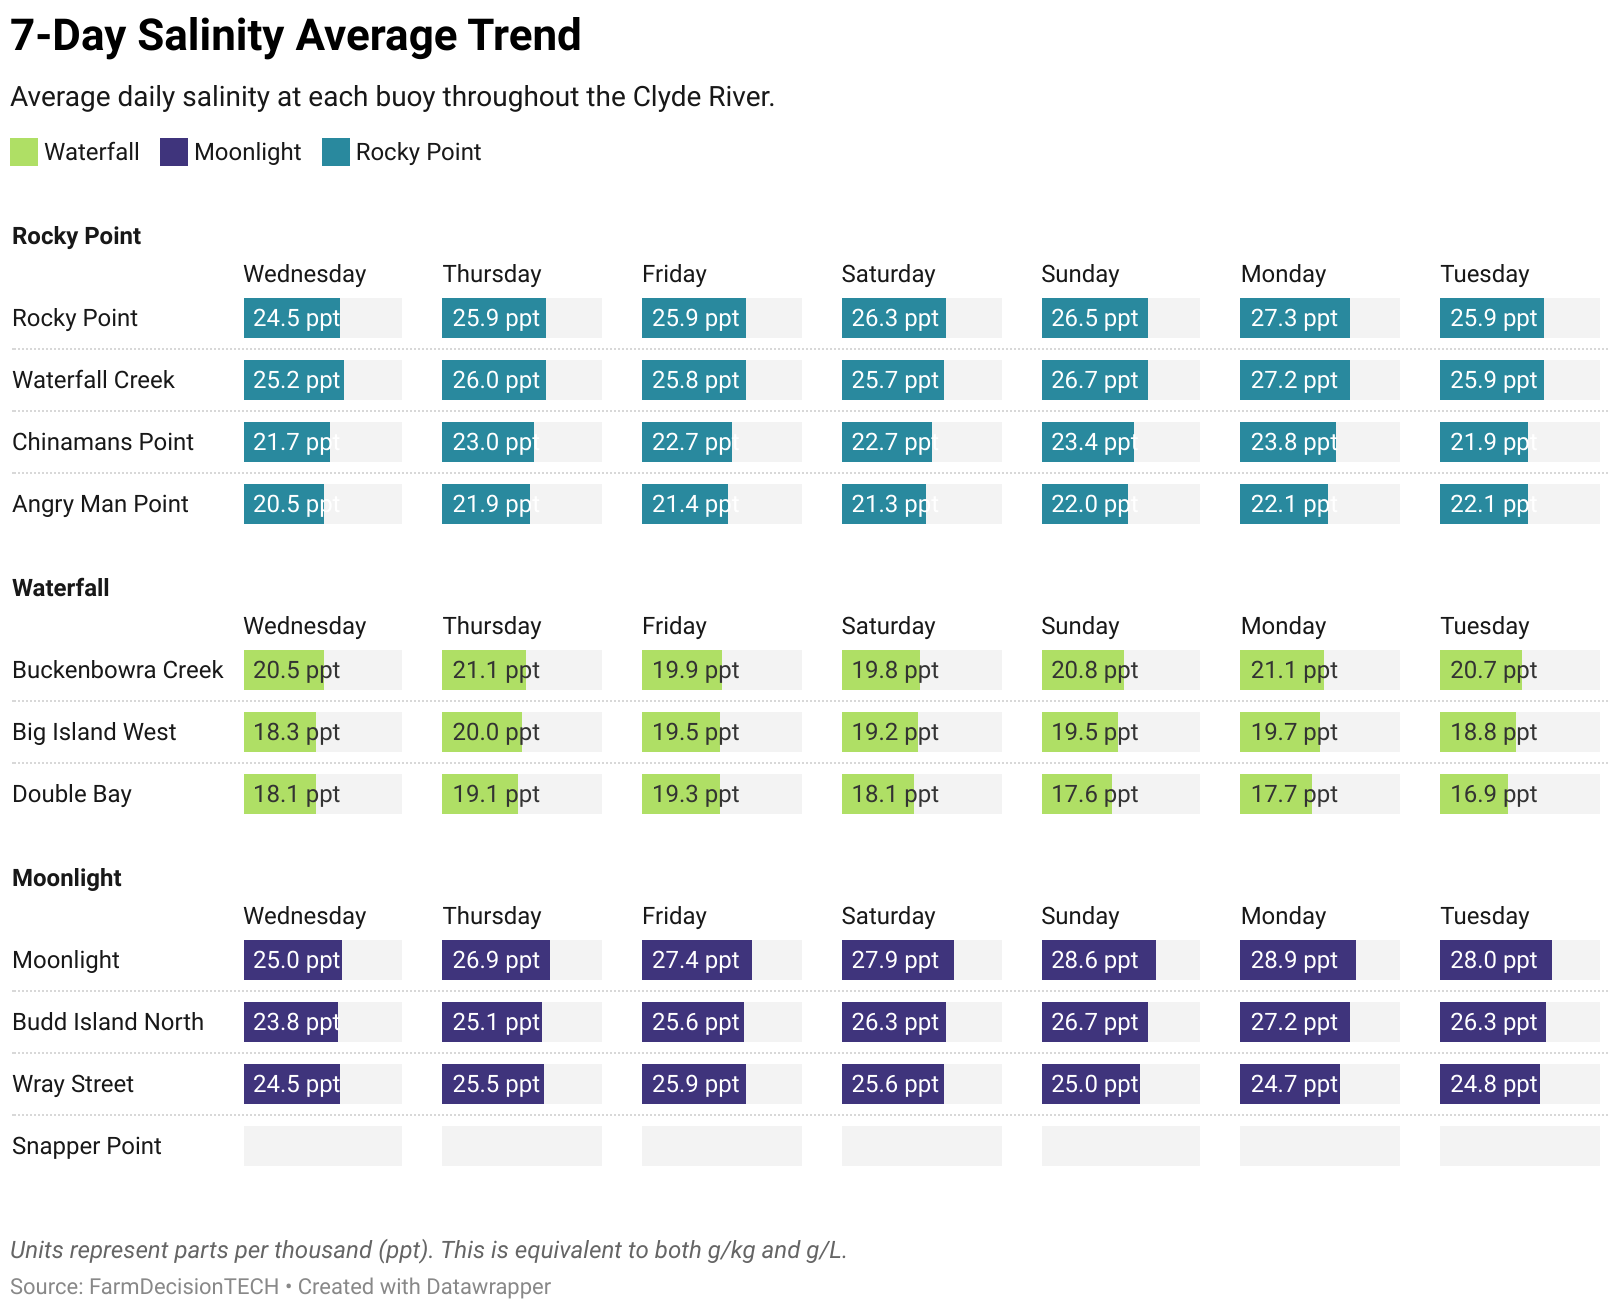 7-Day Salinity Average Trend
Average daily salinity at each buoy throughout the Clyde River.
Waterfall Moonlight Rocky Point
Rocky Point
Wednesday Thursday Friday Saturday Sunday Monday Tuesday
Rocky Point 24.5 ppt 25.9 ppt 25.9 ppt 26.3 ppt 26.5 ppt 27.3 ppt 25.9 ppt
Waterfall Creek 25.2 ppt 26.0 ppt 25.8 ppt 25.7 ppt 26.7 ppt 27.2 ppt 25.9 ppt
Chinamans Point 21.7 ppt 23.0 ppt 22.7 ppt 22.7 ppt 23.4 ppt 23.8 ppt 21.9 ppt
Angry Man Point 20.5 ppt 21.9 ppt 21.4 ppt 21.3 ppt 22.0 ppt 22.1 ppt 22.1 ppt
Waterfall
Wednesday Thursday Friday Saturday Sunday Monday Tuesday
Buckenbowra Creek 20.5 ppt 21.1 ppt 19.9 ppt 19.8 ppt 20.8 ppt 21.1 ppt 20.7 ppt
Big Island West 18.3 ppt 20.0 ppt 19.5 ppt 19.2 ppt 19.5 ppt 19.7 ppt 18.8 ppt
Double Bay 18.1 ppt 19.1 ppt 19.3 ppt 18.1 ppt 17.6 ppt 17.7 ppt 16.9 ppt
Moonlight
Wednesday Thursday Friday Saturday Sunday Monday Tuesday
Moonlight 25.0 ppt 26.9 ppt 27.4 ppt 27.9 ppt 28.6 ppt 28.9 ppt 28.0 ppt
Budd Island North 23.8 ppt 25.1 ppt 25.6 ppt 26.3 ppt 26.7 ppt 27.2 ppt 26.3 ppt
Wray Street 24.5 ppt 25.5 ppt 25.9 ppt 25.6 ppt 25.0 ppt 24.7 ppt 24.8 ppt
Snapper Point
Units represent parts per thousand (ppt). This is equivalent to both g/kg and g/L.
Source: FarmDecisionTECH • Created with Datawrapper